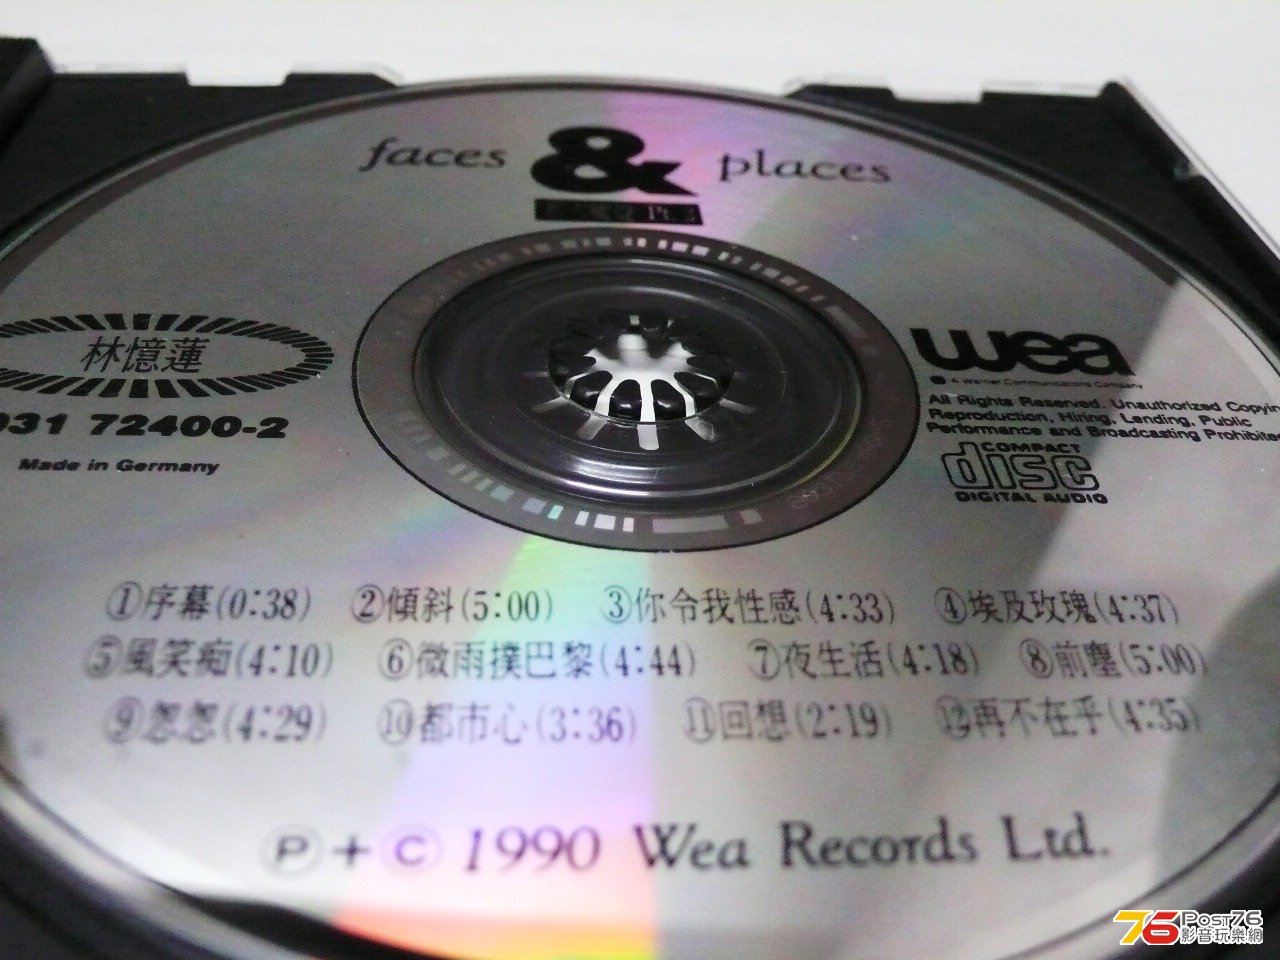 faces & places
林憶蓮
31 72400-2
Made in Germany
wea
A Warner Communications Company
All Rights Reserved. Unauthorized
Reproduction, Hiring, Lending, Public
Performance and Broadcasting
COMPACT
disc
DIGITAL AUDIO
①序幕(0:38) ②傾斜(5:00) ③你令我性感(4:33) ④埃及玫瑰(4:37)
⑤風笑痴(4:10) ⑥微雨撲巴黎(4:44) ⑦夜生活(4:18) ⑧前塵(5:00)
⑨怱怱(4:29) ⑩都市心(3:36) ⑪回想(2:19) ⑫再不在乎(4:35)
Ⓟ+© 1990 Wea Records Ltd.
76 Post76
影音玩樂網